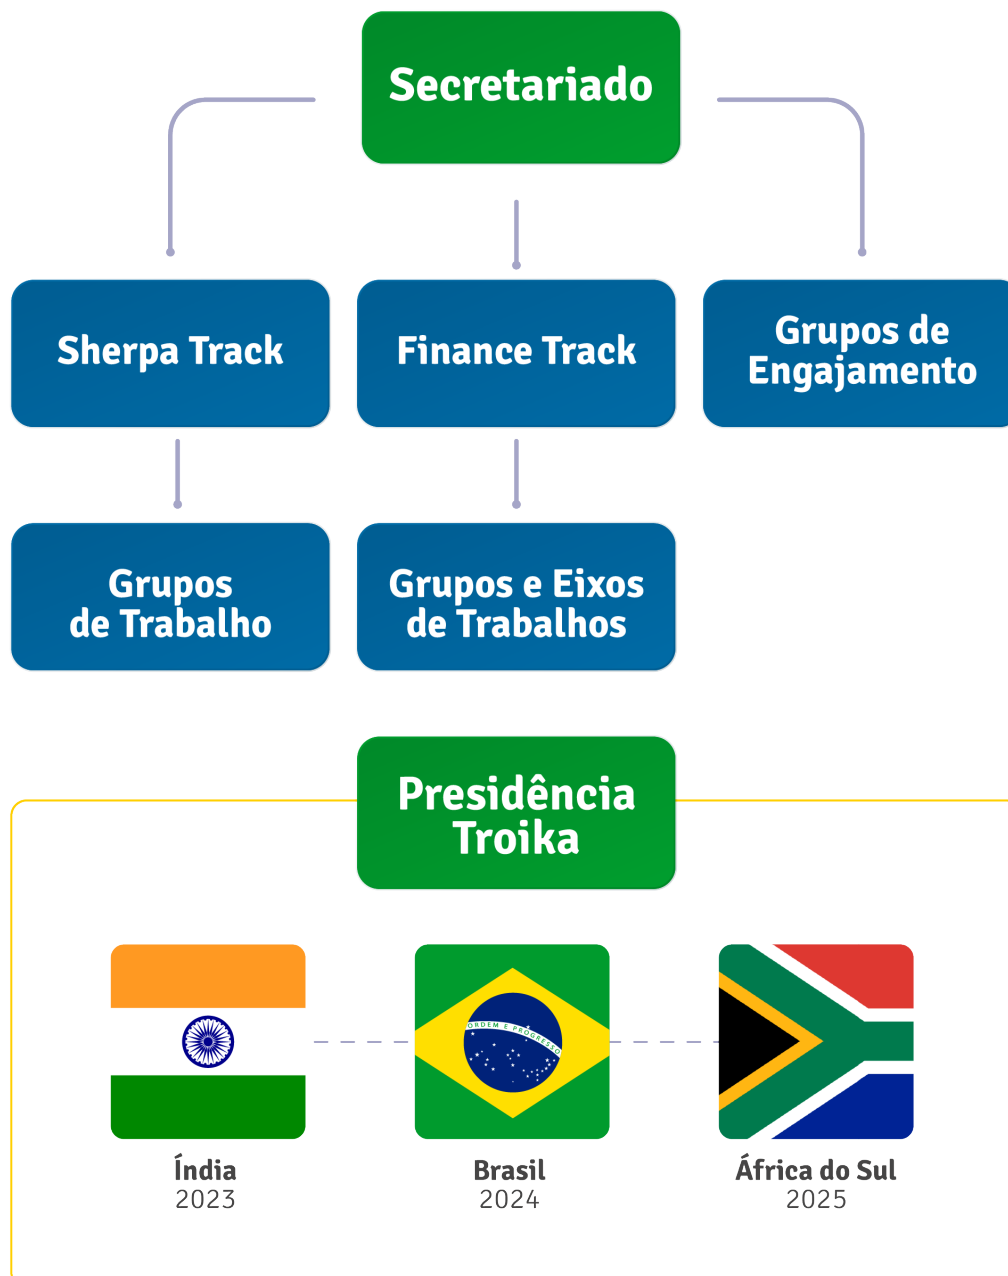 Secretariado
Sherpa Track
Finance Track
Grupos de
Engajamento
Grupos
de Trabalho
Grupos e Eixos
de Trabalhos
Presidência
Troika
ORDEM E PROGRESSO
Índia
2023
Brasil
2024
África do Sul
2025